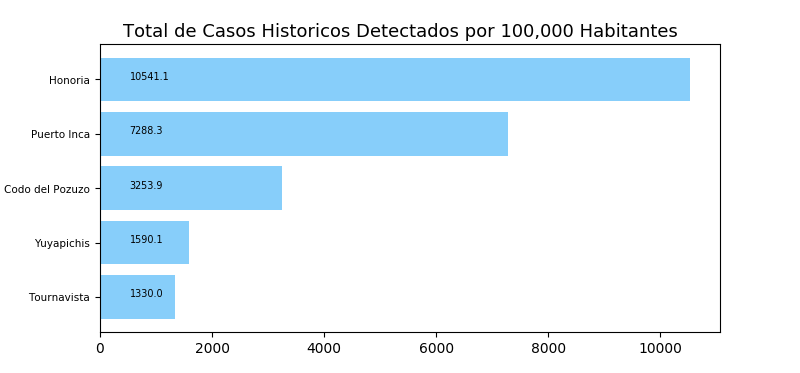 Total de Casos Historicos Detectados por 100,000 Habitantes
Honoria 10541.1
Puerto Inca 7288.3
Codo del Pozuzo 3253.9
Yuyapichis 1590.1
Tournavista 1330.0
0 2000 4000 6000 8000 10000